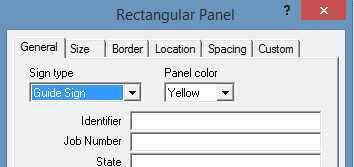 Rectangular Panel ? ×
General Size Border Location Spacing Custom
Sign type Panel color
Guide Sign Yellow
Identifier
Job Number
State